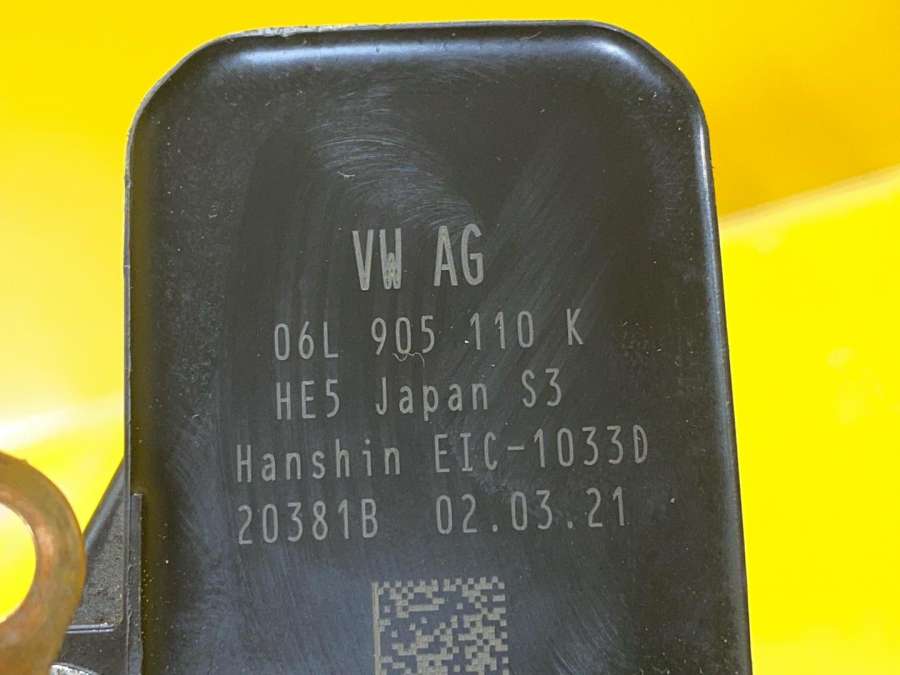 VW AG
06L 905 110 K
HE5 Japan S3
Hanshin EIC-1033D
20381B 02.03.21